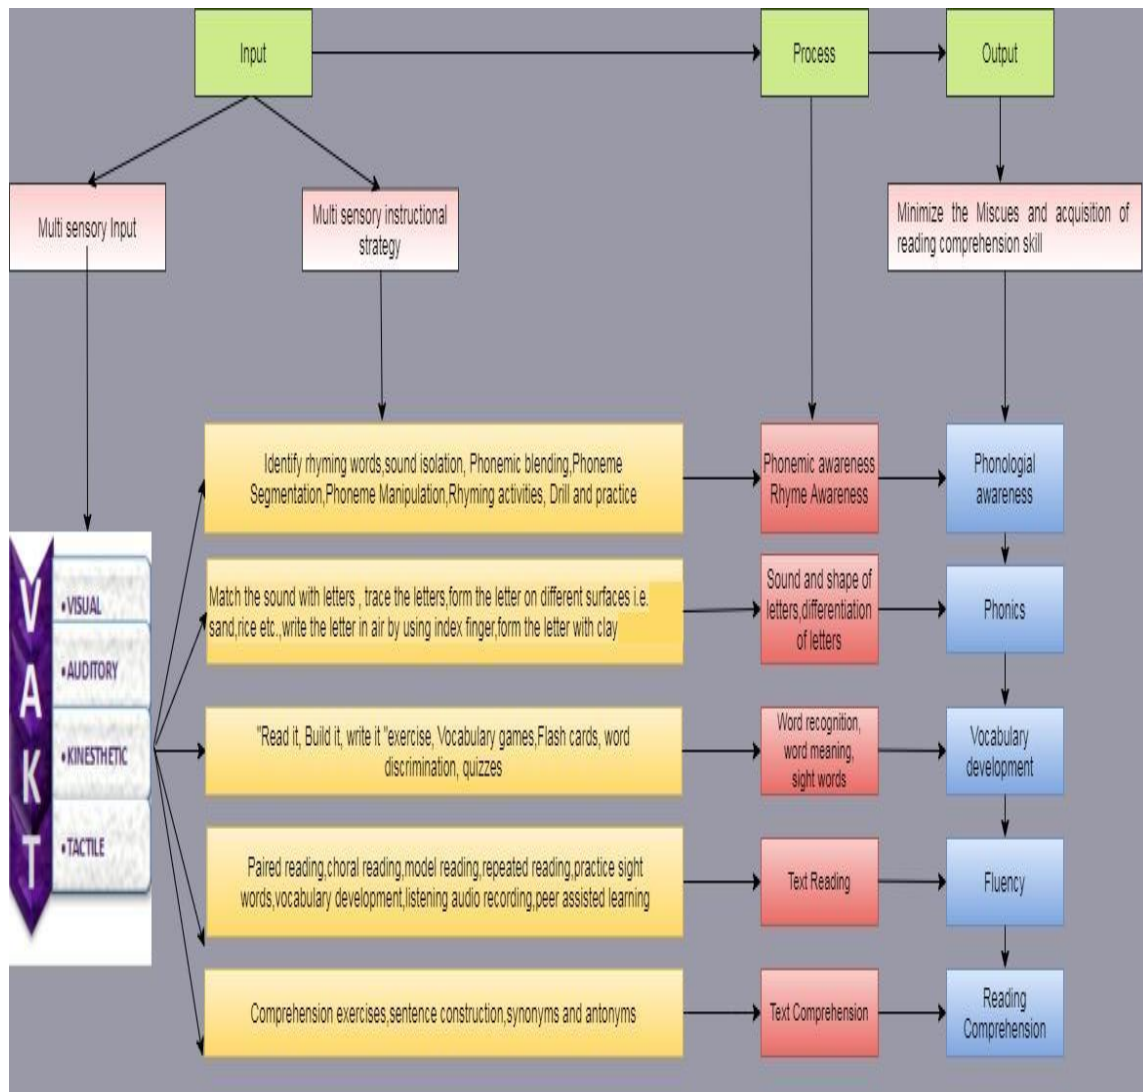 Input
Process
Output
Multi sensory Input
Multi sensory instructional
strategy
Minimize the Miscues and acquisition of
reading comprehension skill
VAKT
•VISUAL
•AUDITORY
•KINESTHETIC
•TACTILE
Identify rhyming words,sound isolation, Phonemic blending,Phoneme
Segmentation,Phoneme Manipulation,Rhyming activities, Drill and practice
Phonemic awareness
Rhyme Awareness
Phonologial
awareness
Match the sound with letters , trace the letters,form the letter on different surfaces i.e.
sand,rice etc.,write the letter in air by using index finger,form the letter with clay
Sound and shape of
letters,differentiation
of letters
Phonics
"Read it, Build it, write it "exercise, Vocabulary games,Flash cards, word
discrimination, quizzes
Word recognition,
word meaning,
sight words
Vocabulary
development
Paired reading,choral reading,model reading,repeated reading,practice sight
words,vocabulary development,listening audio recording,peer assisted learning
Text Reading
Fluency
Comprehension exercises,sentence construction,synonyms and antonyms
Text Comprehension
Reading
Comprehension